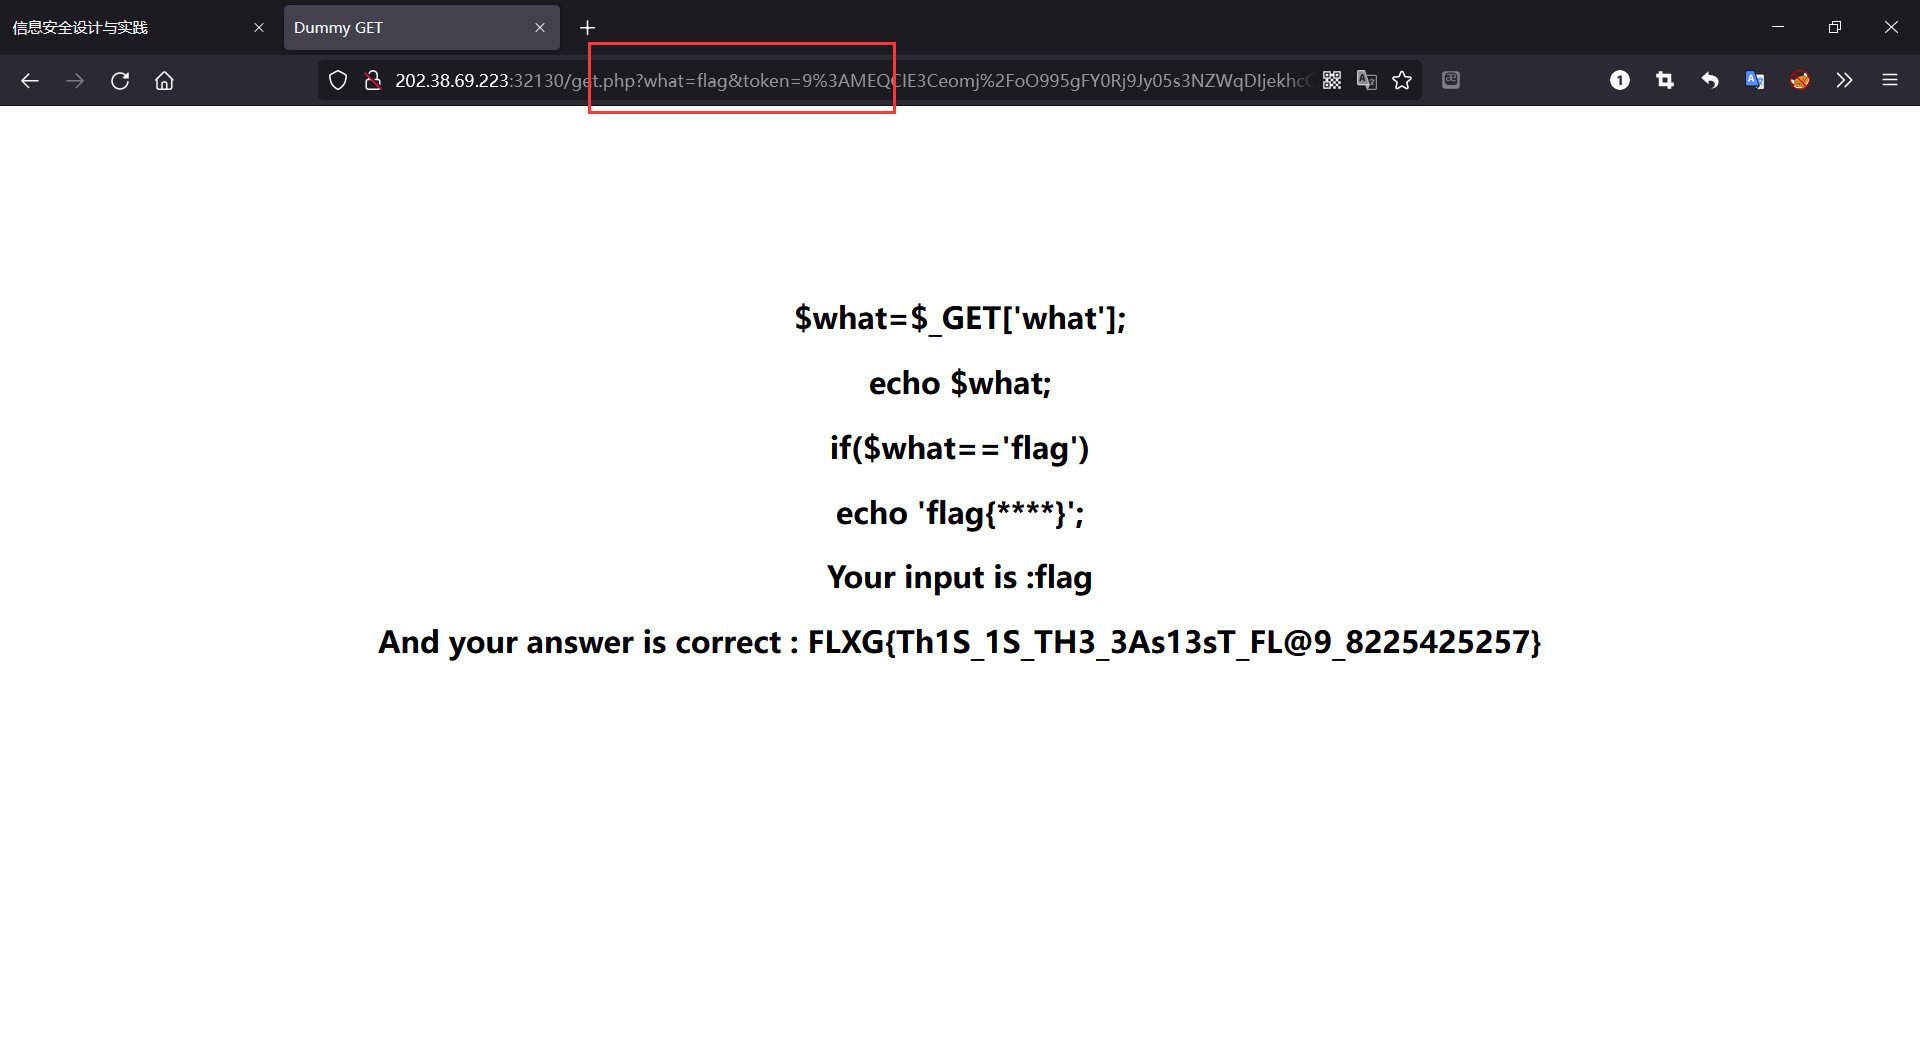 信息安全设计与实践
Dummy GET
202.38.69.223:32130/get.php?what=flag&token=9%3AMEQCIE3Ceomj%2FoO995gFY0Rj9Jy05s3NZWqDIjekhc
1
$what=$_GET['what'];
echo $what;
if($what=='flag')
echo 'flag{****}';
Your input is :flag
And your answer is correct : FLXG{Th1S_1S_TH3_3As13sT_FL@9_8225425257}